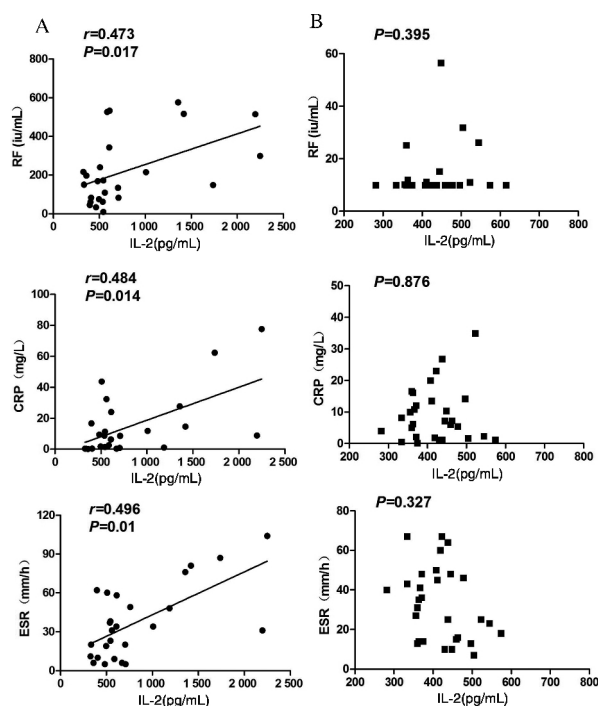 A
B
r=0.473
P=0.017
P=0.395
800
600
400
200
0
RF (iu/mL)
0 500 1 000 1 500 2 000 2 500
IL-2(pg/mL)
60
40
20
0
RF (iu/mL)
200 300 400 500 600 700 800
IL-2(pg/mL)
r=0.484
P=0.014
P=0.876
100
80
60
40
20
0
CRP (mg/L)
0 500 1 000 1 500 2 000 2 500
IL-2(pg/mL)
50
40
30
20
10
0
CRP (mg/L)
200 300 400 500 600 700 800
IL-2(pg/mL)
r=0.496
P=0.01
P=0.327
120
90
60
30
0
ESR (mm/h)
0 500 1 000 1 500 2 000 2 500
IL-2(pg/mL)
80
60
40
20
0
ESR (mm/h)
200 300 400 500 600 700 800
IL-2(pg/mL)